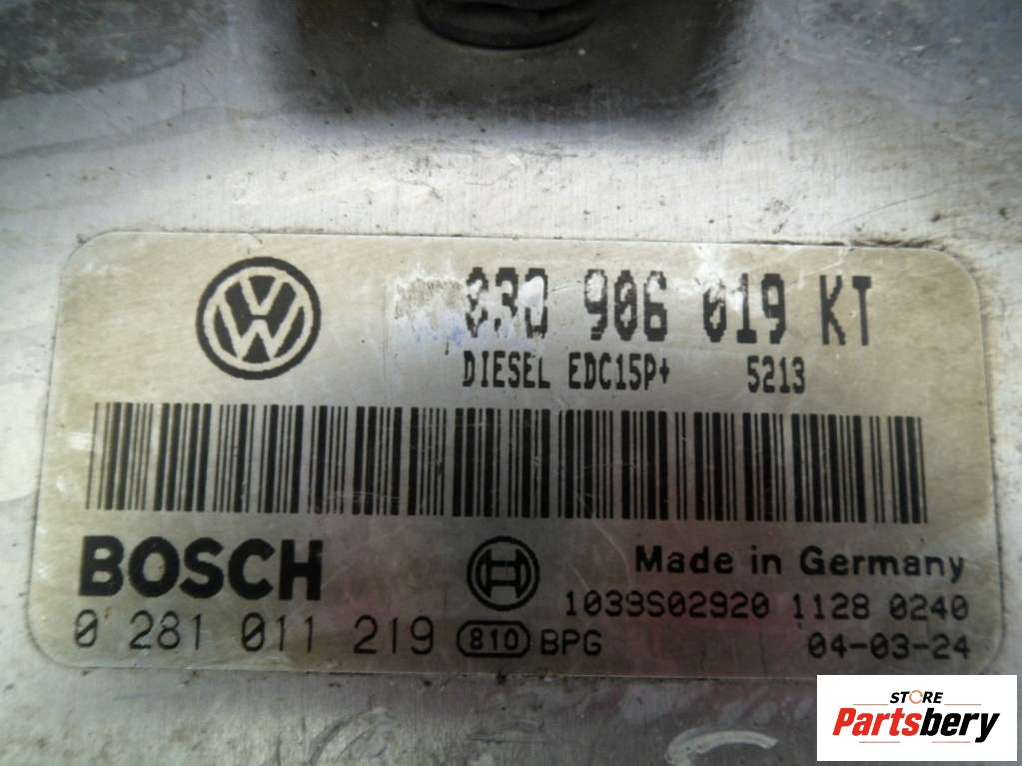 038 906 019 KT
DIESEL EDC15P+ 5213
BOSCH
Made in Germany
1039S02920 1128 0240
0 281 011 219 810 BPG 04-03-24
STORE
Partsbery